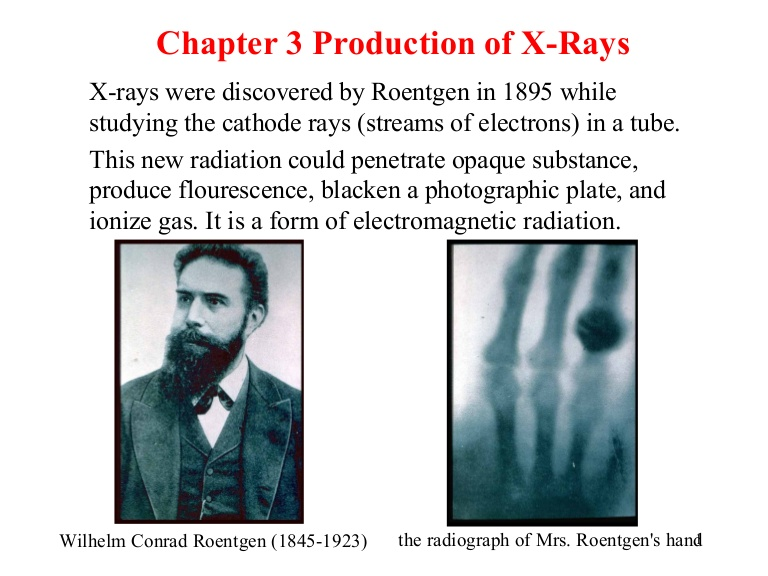 Chapter 3 Production of X-Rays
X-rays were discovered by Roentgen in 1895 while
studying the cathode rays (streams of electrons) in a tube.
This new radiation could penetrate opaque substance,
produce flourescence, blacken a photographic plate, and
ionize gas. It is a form of electromagnetic radiation.
Wilhelm Conrad Roentgen (1845-1923)
the radiograph of Mrs. Roentgen's hand
1